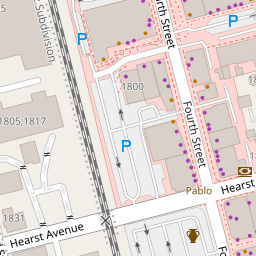 Fourth Street
P
P
Subdivision
1800
1805;1817
Fourth Street
P
Pablo
Hearst
1831
Hearst Avenue